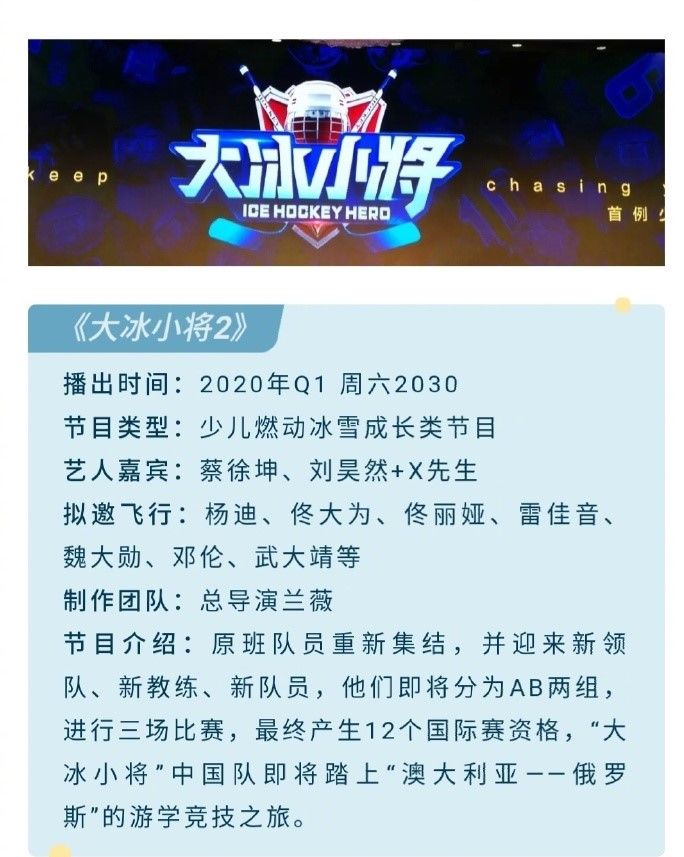 大冰小将
ICE HOCKEY HERO
keep
chasing
首例
《大冰小将2》
播出时间：2020年Q1 周六2030
节目类型：少儿燃动冰雪成长类节目
艺人嘉宾：蔡徐坤、刘昊然+X先生
拟邀飞行：杨迪、佟大为、佟丽娅、雷佳音、
魏大勋、邓伦、武大靖等
制作团队：总导演兰薇
节目介绍：原班队员重新集结，并迎来新领
队、新教练、新队员，他们即将分为AB两组，
进行三场比赛，最终产生12个国际赛资格，“大
冰小将”中国队即将踏上“澳大利亚——俄罗
斯”的游学竞技之旅。